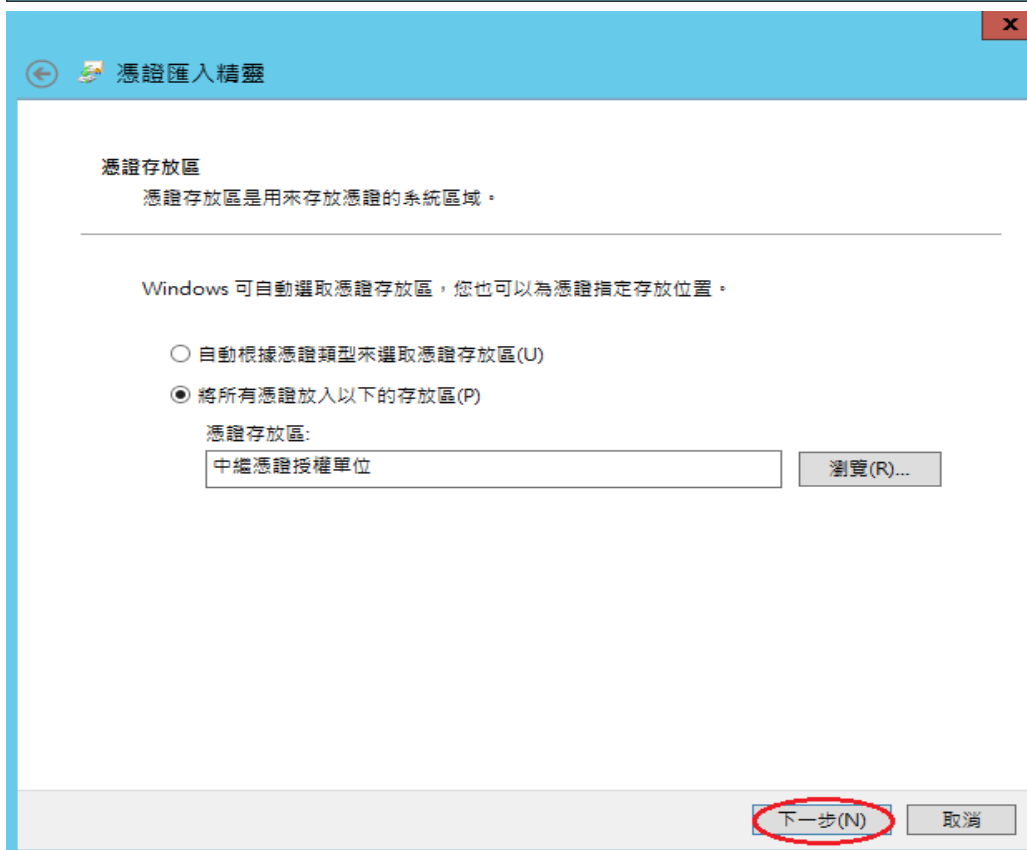 x
憑證匯入精靈
憑證存放區
憑證存放區是用來存放憑證的系統區域。
Windows 可自動選取憑證存放區，您也可以為憑證指定存放位置。
自動根據憑證類型來選取憑證存放區(U)
將所有憑證放入以下的存放區(P)
憑證存放區:
中繼憑證授權單位
瀏覽(R)...
下一步(N)
取消